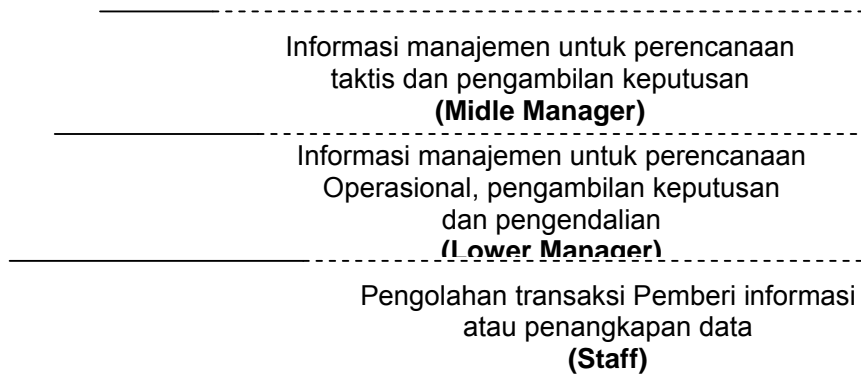 Informasi manajemen untuk perencanaan
taktis dan pengambilan keputusan
(Midle Manager)
Informasi manajemen untuk perencanaan
Operasional, pengambilan keputusan
dan pengendalian
(Lower Manager)
Pengolahan transaksi Pemberi informasi
atau penangkapan data
(Staff)